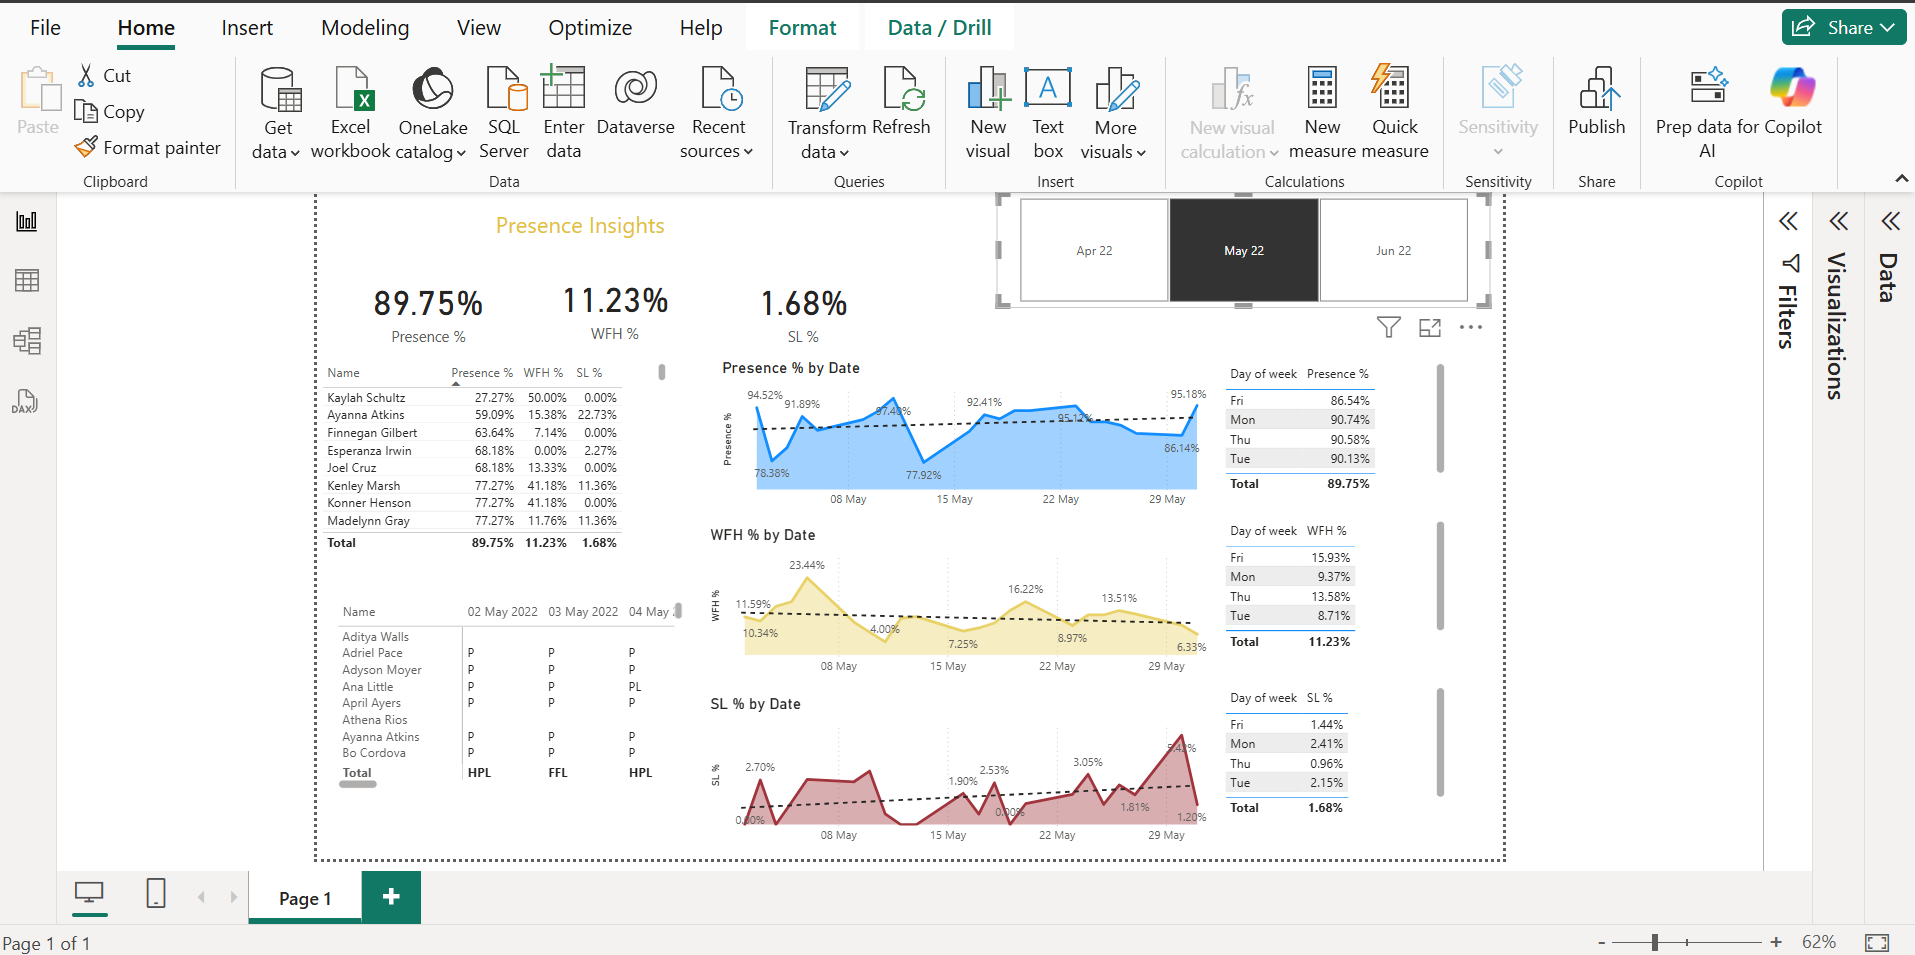 File Home Insert Modeling View Optimize Help Format Data / Drill Share
Paste
Cut
Copy
Format painter
Clipboard
Get data
Excel workbook
OneLake catalog
SQL Server
Enter data
Dataverse
Recent sources
Data
Transform data
Refresh
Queries
New visual
Text box
More visuals
Insert
New visual calculation
New measure
Quick measure
Calculations
Sensitivity
Sensitivity
Publish
Share
Prep data for AI
Copilot
Copilot
Presence Insights
Apr 22 May 22 Jun 22
89.75%
Presence %
11.23%
WFH %
1.68%
SL %
Name Presence % WFH % SL %
Kaylah Schultz 27.27% 50.00% 0.00%
Ayanna Atkins 59.09% 15.38% 22.73%
Finnegan Gilbert 63.64% 7.14% 0.00%
Esperanza Irwin 68.18% 0.00% 2.27%
Joel Cruz 68.18% 13.33% 0.00%
Kenley Marsh 77.27% 41.18% 11.36%
Konner Henson 77.27% 41.18% 0.00%
Madelynn Gray 77.27% 11.76% 11.36%
Total 89.75% 11.23% 1.68%
Name 02 May 2022 03 May 2022 04 May
Aditya Walls
Adriel Pace P P P
Adyson Moyer P P P
Ana Little P P PL
April Ayers P P P
Athena Rios
Ayanna Atkins P P P
Bo Cordova P P P
Total HPL FFL HPL
Presence % by Date
Presence %
94.52% 91.89% 97.40% 92.41% 95.12% 95.18%
78.38% 77.92% 86.14%
08 May 15 May 22 May 29 May
WFH % by Date
WFH %
23.44% 16.22% 13.51%
11.59% 10.34% 4.00% 7.25% 8.97% 6.33%
08 May 15 May 22 May 29 May
SL % by Date
SL %
2.70% 1.90% 2.53% 3.05% 5.42%
0.00% 0.00% 1.81% 1.20%
08 May 15 May 22 May 29 May
Day of week Presence %
Fri 86.54%
Mon 90.74%
Thu 90.58%
Tue 90.13%
Total 89.75%
Day of week WFH %
Fri 15.93%
Mon 9.37%
Thu 13.58%
Tue 8.71%
Total 11.23%
Day of week SL %
Fri 1.44%
Mon 2.41%
Thu 0.96%
Tue 2.15%
Total 1.68%
Filters
Visualizations
Data
DAX
Page 1
Page 1 of 1
62%